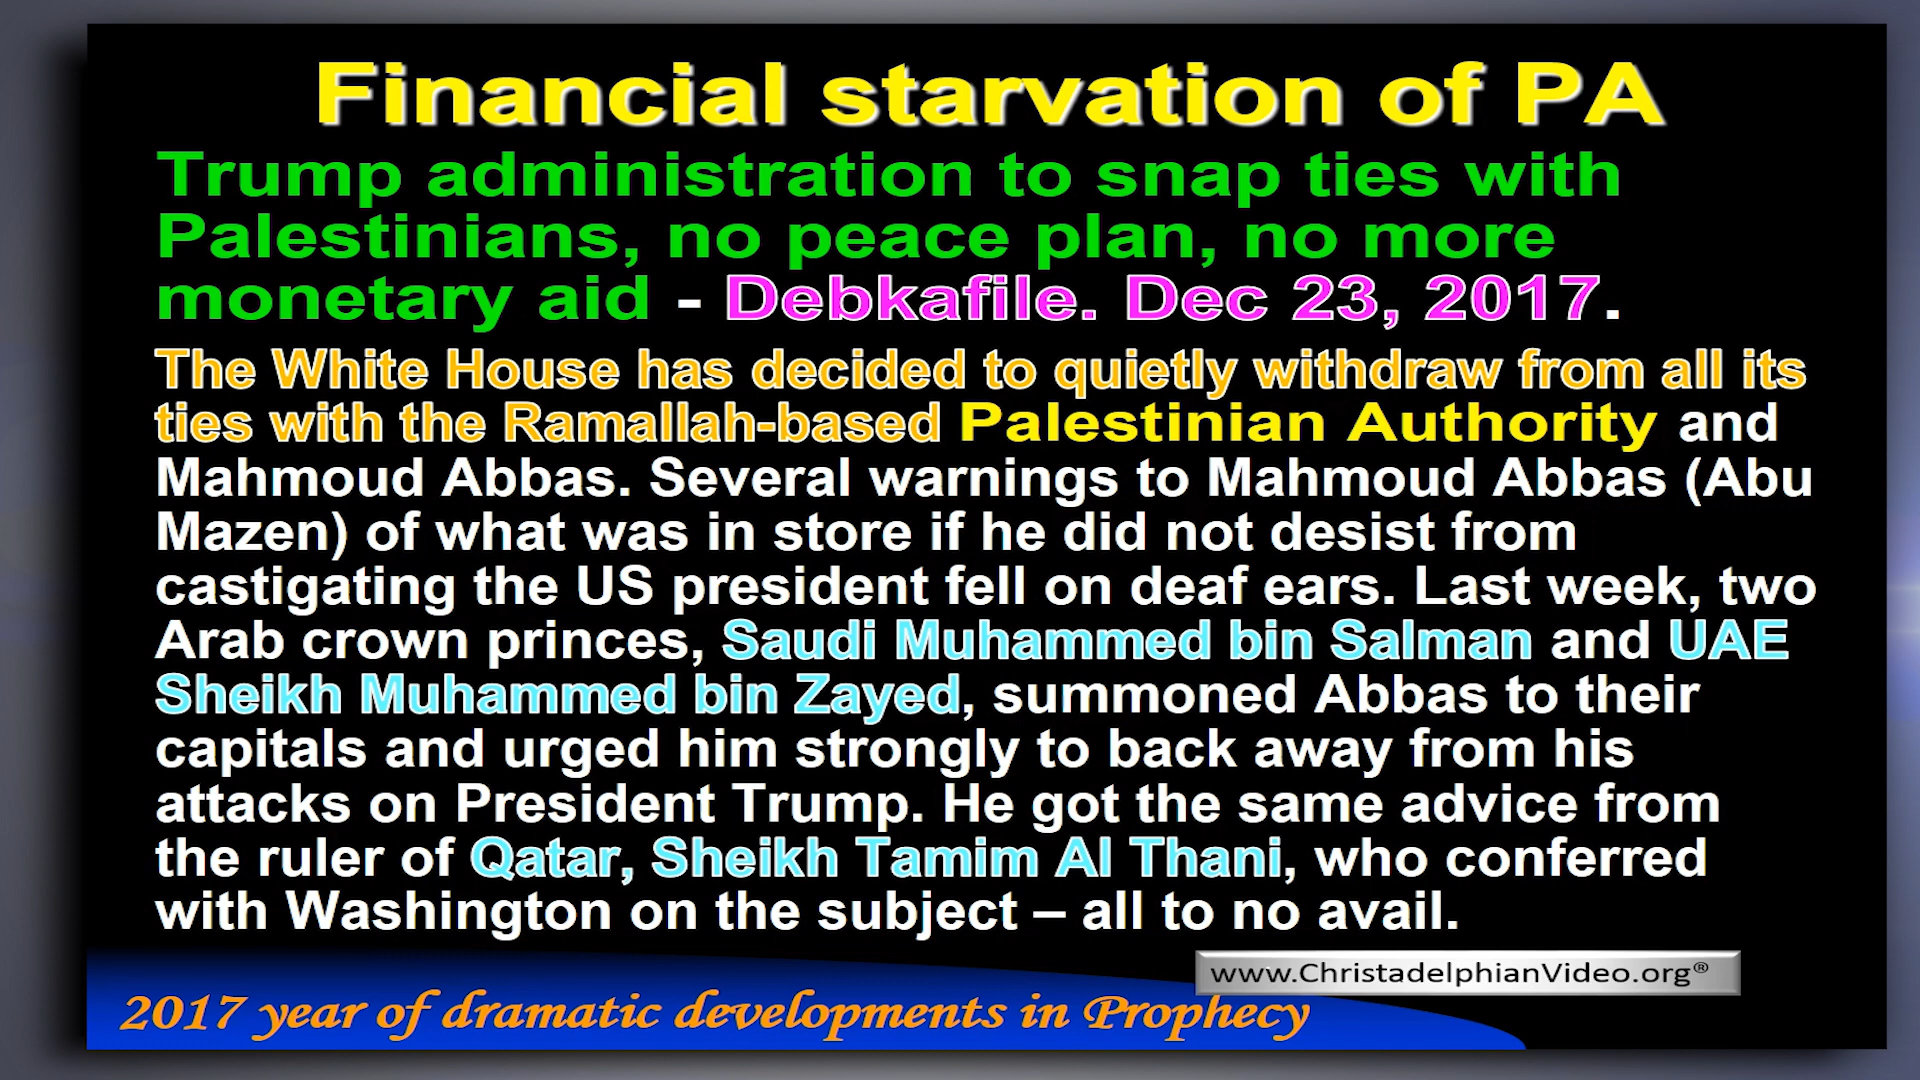 Financial starvation of PA
Trump administration to snap ties with
Palestinians, no peace plan, no more
monetary aid - Debkafile. Dec 23, 2017.
The White House has decided to quietly withdraw from all its
ties with the Ramallah-based Palestinian Authority and
Mahmoud Abbas. Several warnings to Mahmoud Abbas (Abu
Mazen) of what was in store if he did not desist from
castigating the US president fell on deaf ears. Last week, two
Arab crown princes, Saudi Muhammed bin Salman and UAE
Sheikh Muhammed bin Zayed, summoned Abbas to their
capitals and urged him strongly to back away from his
attacks on President Trump. He got the same advice from
the ruler of Qatar, Sheikh Tamim Al Thani, who conferred
with Washington on the subject – all to no avail.
www.ChristadelphianVideo.org®
2017 year of dramatic developments in Prophecy